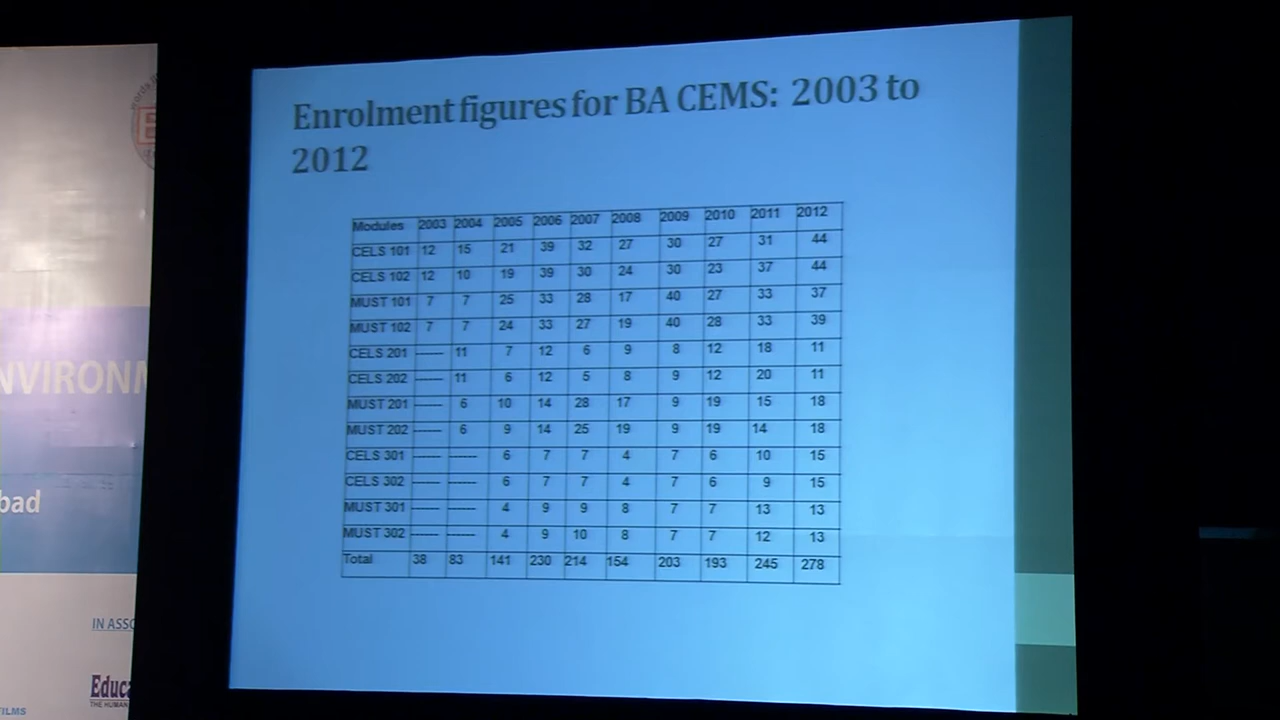 Enrolment figures for BA CEMS: 2003 to
2012
Modules 2003 2004 2005 2006 2007 2008 2009 2010 2011 2012
CELS 101 12 15 21 39 32 27 30 27 31 44
CELS 102 12 10 19 39 30 24 30 23 37 44
MUST 101 7 7 25 33 28 17 40 27 33 37
MUST 102 7 7 24 33 27 19 40 28 33 39
CELS 201 ------ 11 7 12 6 9 8 12 18 11
CELS 202 ------ 11 6 12 5 8 9 12 20 11
MUST 201 ------ 6 10 14 28 17 9 19 15 18
MUST 202 ------ 6 9 14 25 19 9 19 14 18
CELS 301 ------ ------ 6 7 7 4 7 6 10 15
CELS 302 ------ ------ 6 7 7 4 7 6 9 15
MUST 301 ------ ------ 4 9 9 8 7 7 13 13
MUST 302 ------ ------ 4 9 10 8 7 7 12 13
Total 38 83 141 230 214 154 203 193 245 278
NVIRONM
bad
IN ASSO
Educa
THE HUMAN
FILMS